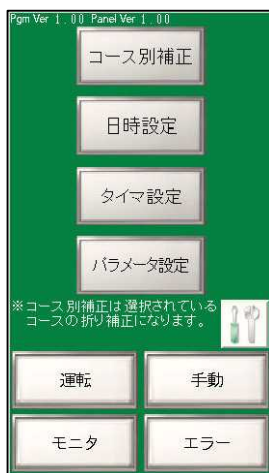 Pgm Ver 1.00 Panel Ver 1.00
コース別補正
日時設定
タイマ設定
パラメータ設定
※コース別補正は選択されている
コースの折り補正になります。
運転 手動
モニタ エラー